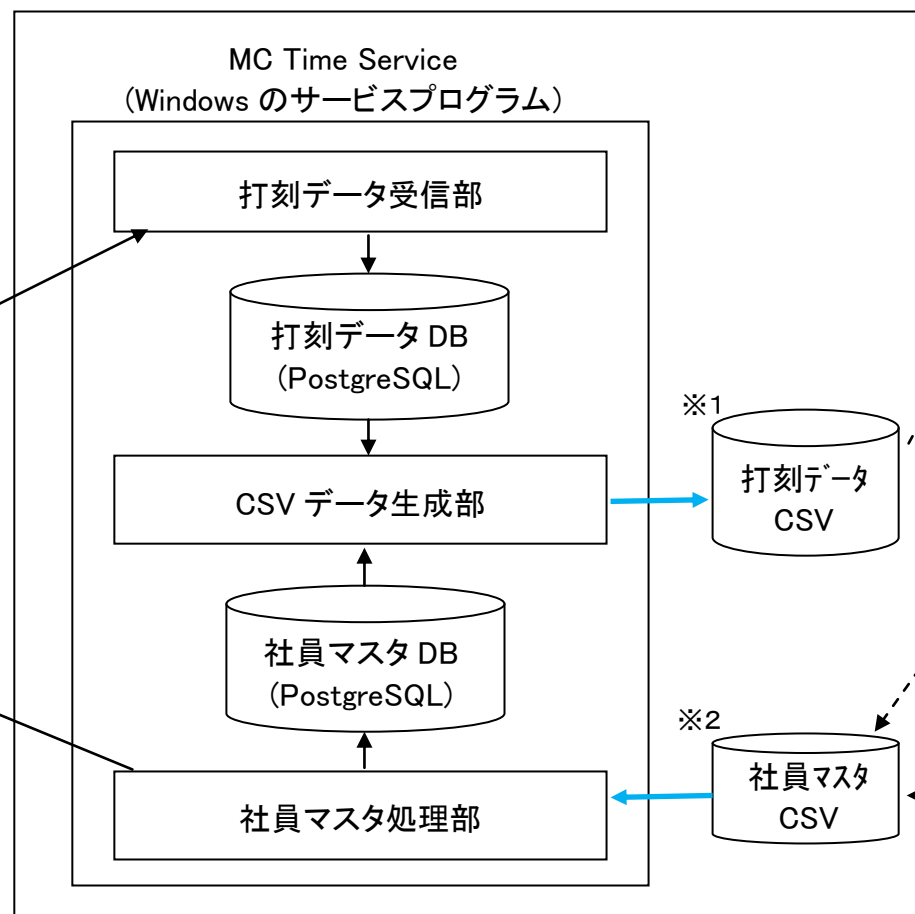 MC Time Service
(Windows のサービスプログラム)
打刻データ受信部
打刻データ DB
(PostgreSQL)
※1
打刻ﾃﾞｰﾀ
CSV
CSV データ生成部
社員マスタ DB
(PostgreSQL)
※2
社員ﾏｽﾀ
CSV
社員マスタ処理部